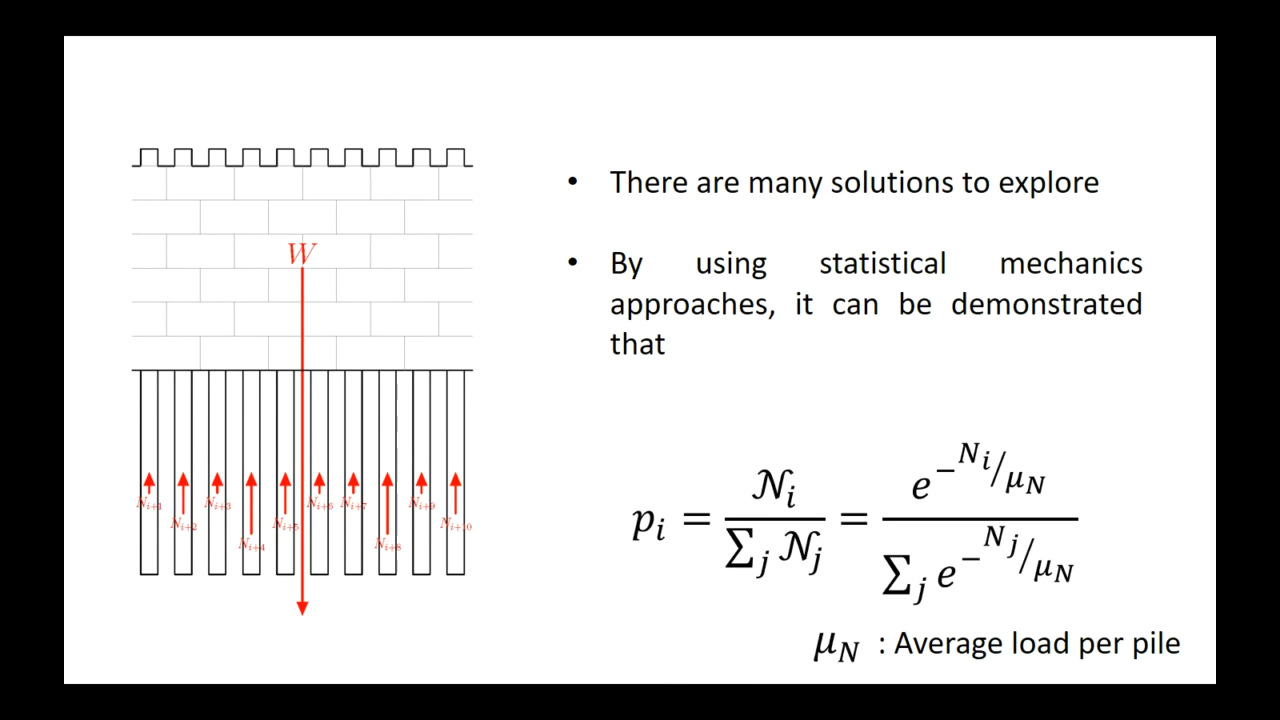 • There are many solutions to explore
• By using statistical mechanics
approaches, it can be demonstrated
that
W
N_{i+1} N_{i+2} N_{i+3} N_{i+4} N_{i+5} N_{i+6} N_{i+7} N_{i+8} N_{i+9} N_{i+10}
p_i = 𝒩_i / ∑_j 𝒩_j = e^{-N_i/μ_N} / ∑_j e^{-N_j/μ_N}
μ_N : Average load per pile